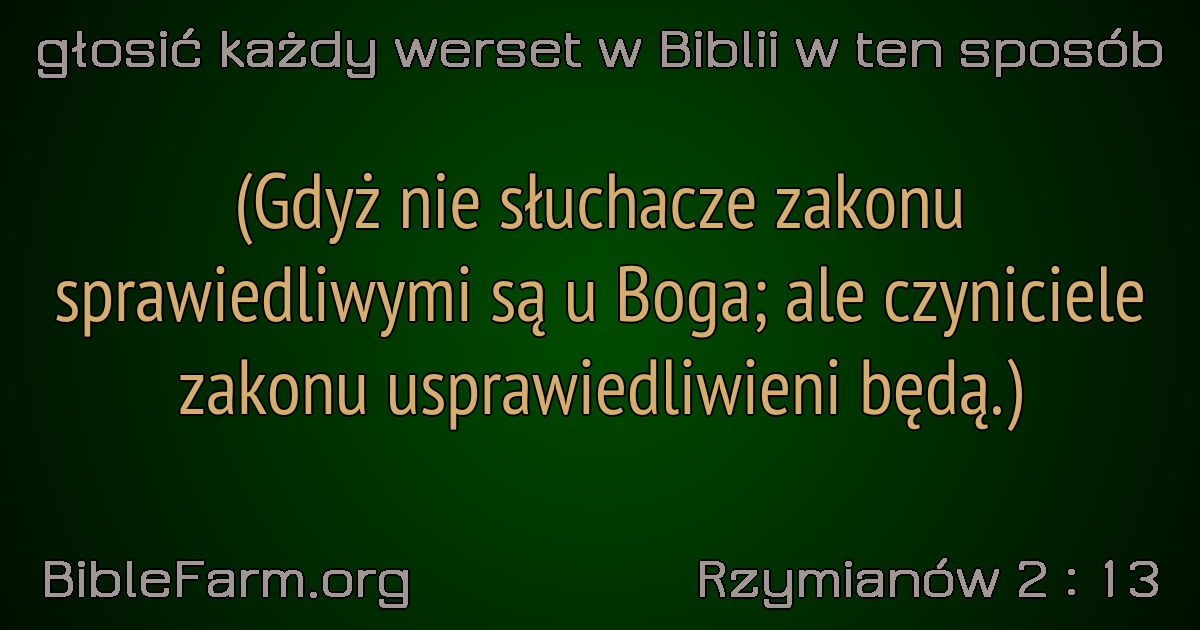 głosić każdy werset w Biblii w ten sposób
(Gdyż nie słuchacze zakonu
sprawiedliwymi są u Boga; ale czyniciele
zakonu usprawiedliwieni będą.)
BibleFarm.org
Rzymianów 2 : 13